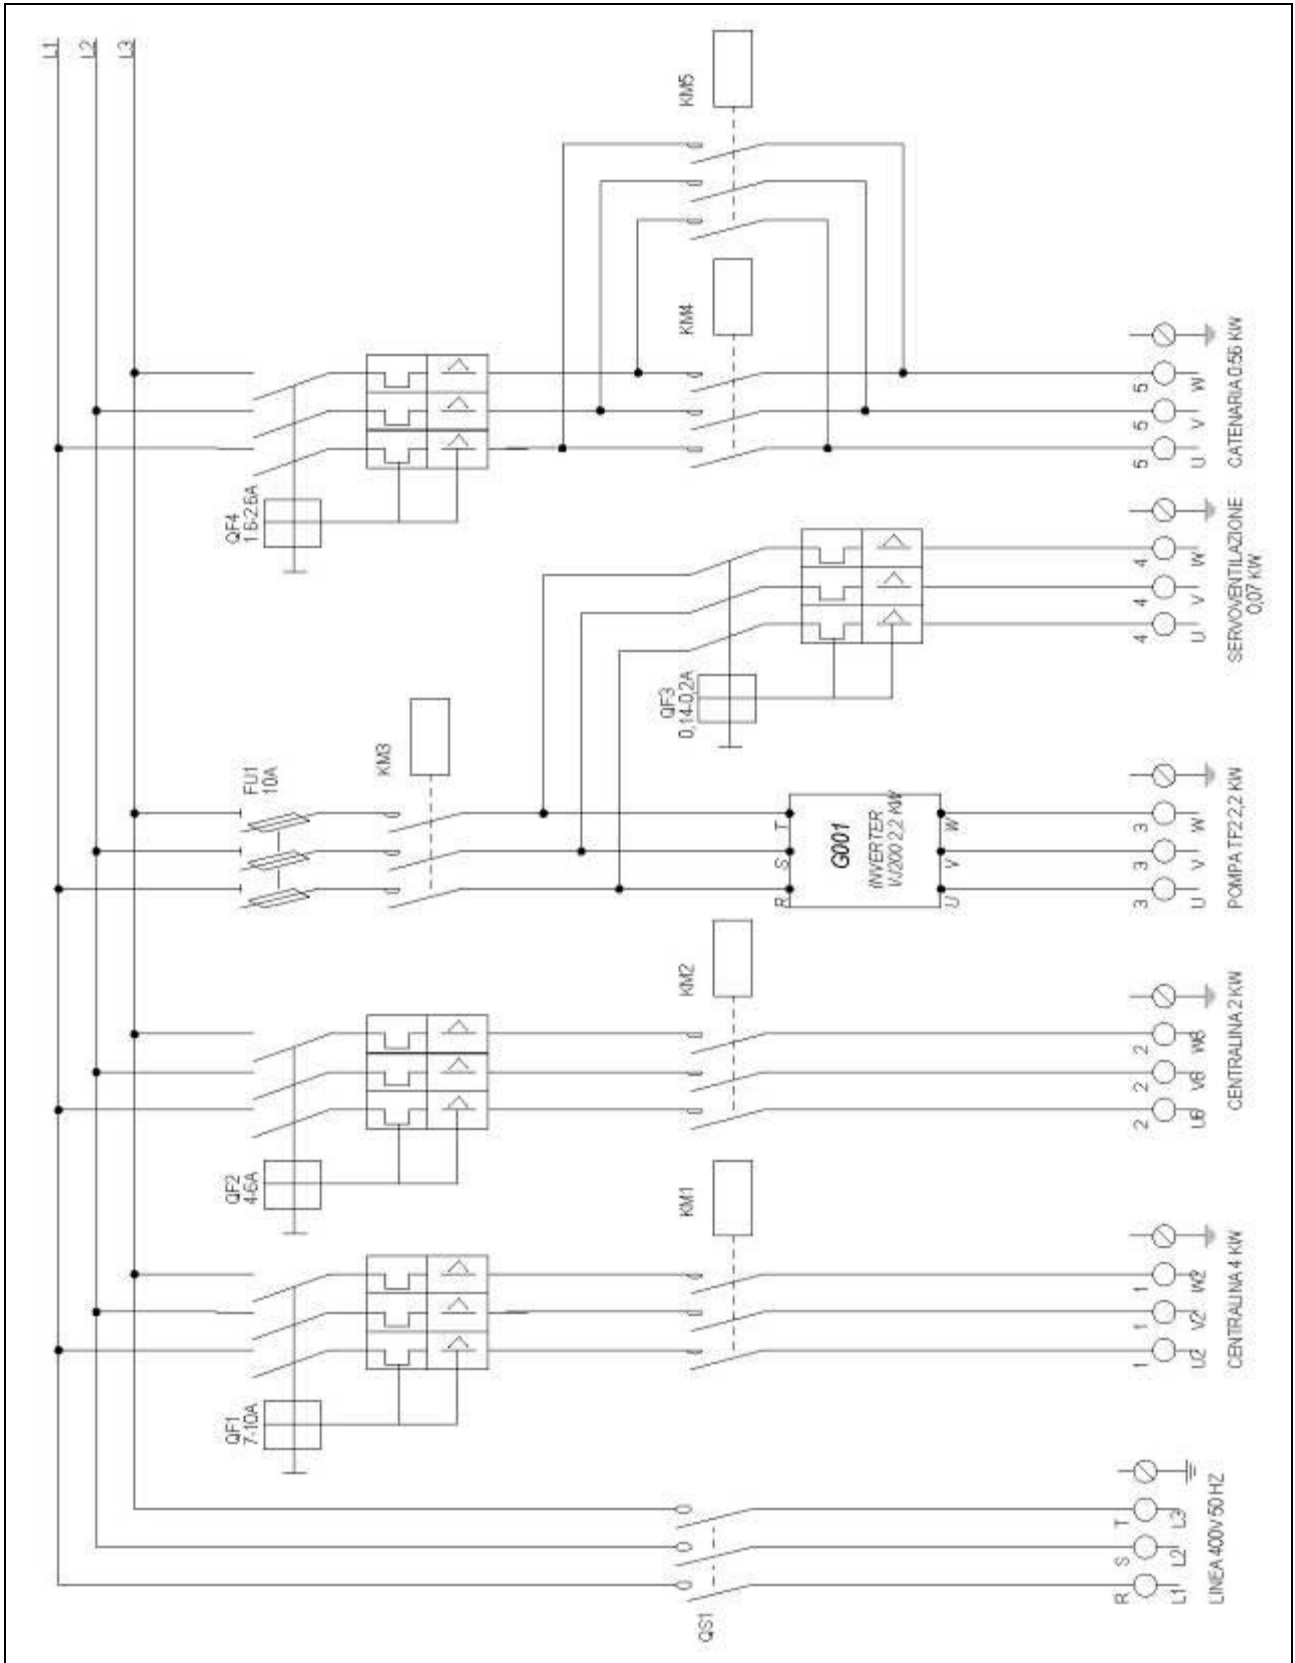 L1
L2
L3
QS1
R S T
L1 L2 L3
LINEA 400V 50 HZ
QF1
7-10A
KM1
1 1 1
U2 V2 W2
CENTRALINA 4 KW
QF2
4-6A
KM2
2 2 2
U6 V6 W6
CENTRALINA 2 KW
FU1
10A
KM3
R S T
G001
INVERTER
VJ200 2,2 KW
U V W
3 3 3
U V W
POMPA TF2 2,2 KW
QF3
0,14-0,2A
4 4 4
U V W
SERVOVENTILAZIONE
0,07 KW
QF4
1.6-2.6A
KM4
KM5
5 5 5
U V W
CATENARIA 0.56 KW